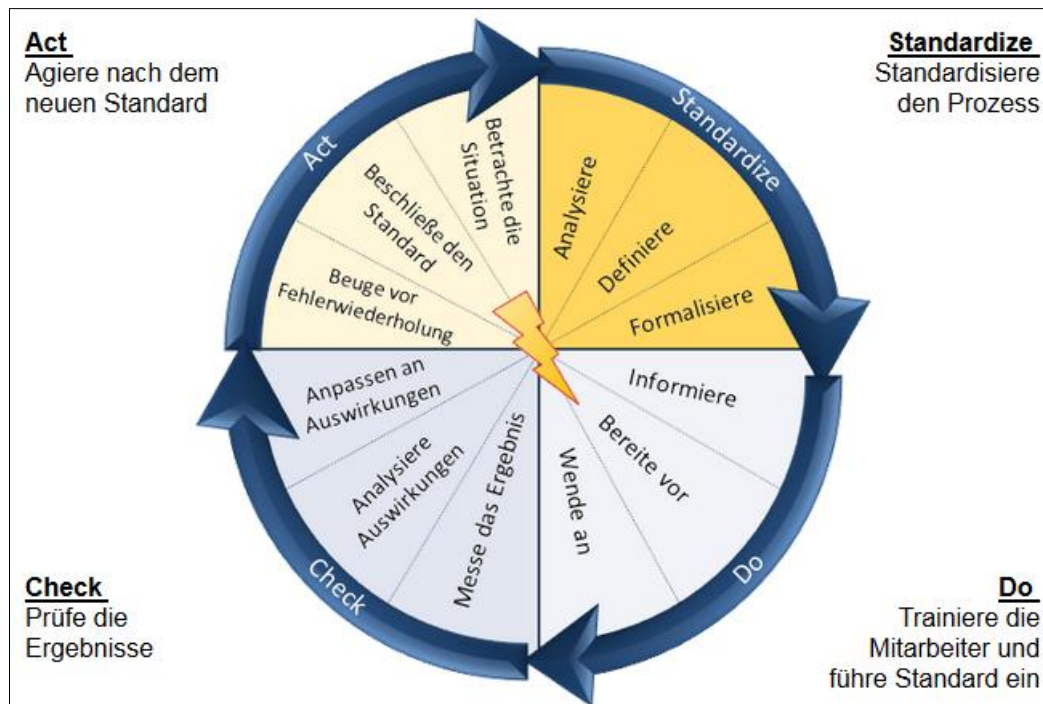 Act
Agiere nach dem
neuen Standard
Standardize
Standardisiere
den Prozess
Act
Standardize
Betrachte die
Situation
Beschließe den
Standard
Beuge vor
Fehlerwiederholung
Analysiere
Definiere
Formalisiere
Informiere
Bereite vor
Wende an
Messe das Ergebnis
Analysiere
Auswirkungen
Anpassen an
Auswirkungen
Check
Do
Check
Prüfe die
Ergebnisse
Do
Trainiere die
Mitarbeiter und
führe Standard ein